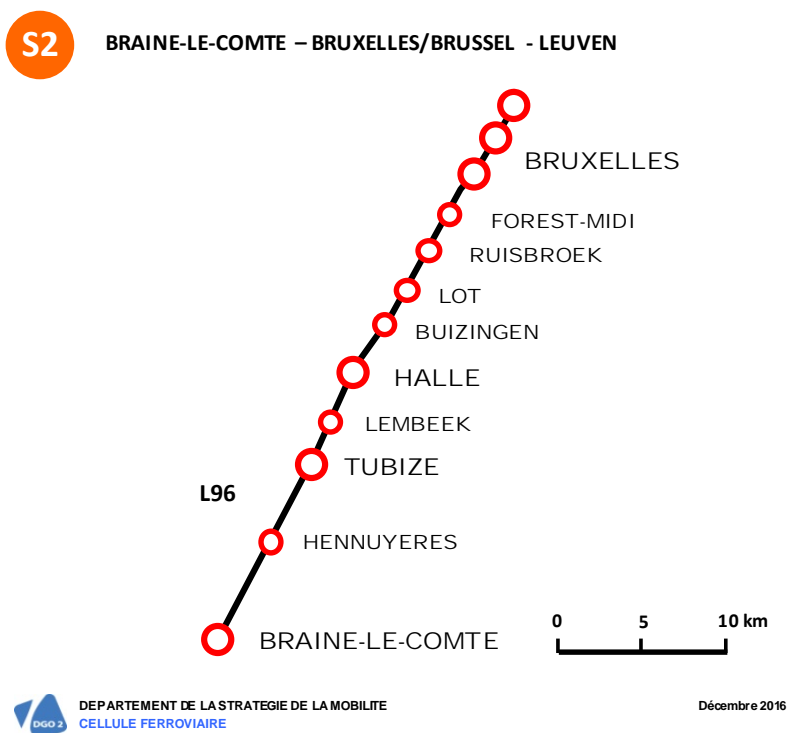 S2
BRAINE-LE-COMTE – BRUXELLES/BRUSSEL - LEUVEN
BRUXELLES
FOREST-MIDI
RUISBROEK
LOT
BUIZINGEN
HALLE
LEMBEEK
TUBIZE
L96
HENNUYERES
BRAINE-LE-COMTE
0 5 10 km
DGO 2
DEPARTEMENT DE LA STRATEGIE DE LA MOBILITE
CELLULE FERROVIAIRE
Décembre 2016